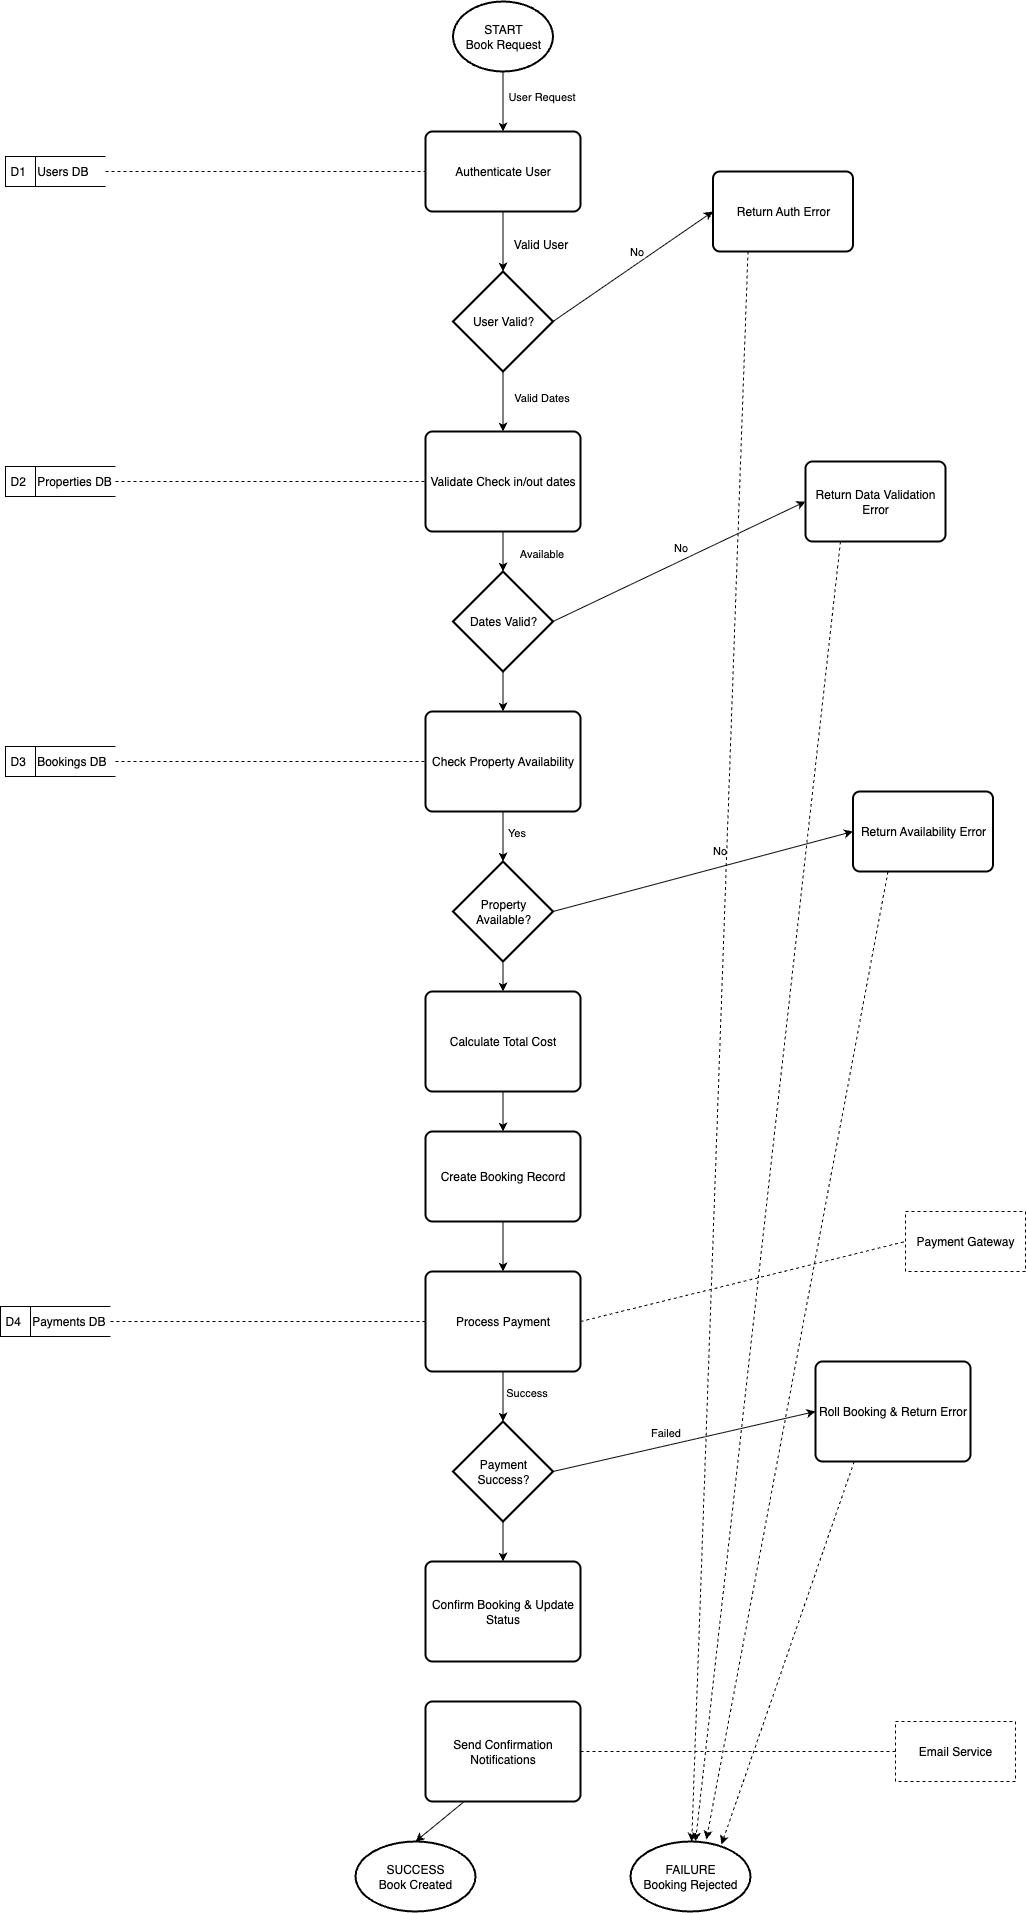 START
Book Request
User Request
D1 Users DB
Authenticate User
Return Auth Error
Valid User
No
User Valid?
Valid Dates
D2 Properties DB
Validate Check in/out dates
Return Data Validation
Error
Available
No
Dates Valid?
D3 Bookings DB
Check Property Availability
Yes
No
Return Availability Error
Property
Available?
Calculate Total Cost
Create Booking Record
Payment Gateway
D4 Payments DB
Process Payment
Success
Failed
Roll Booking & Return Error
Payment
Success?
Confirm Booking & Update
Status
Send Confirmation
Notifications
Email Service
SUCCESS
Book Created
FAILURE
Booking Rejected